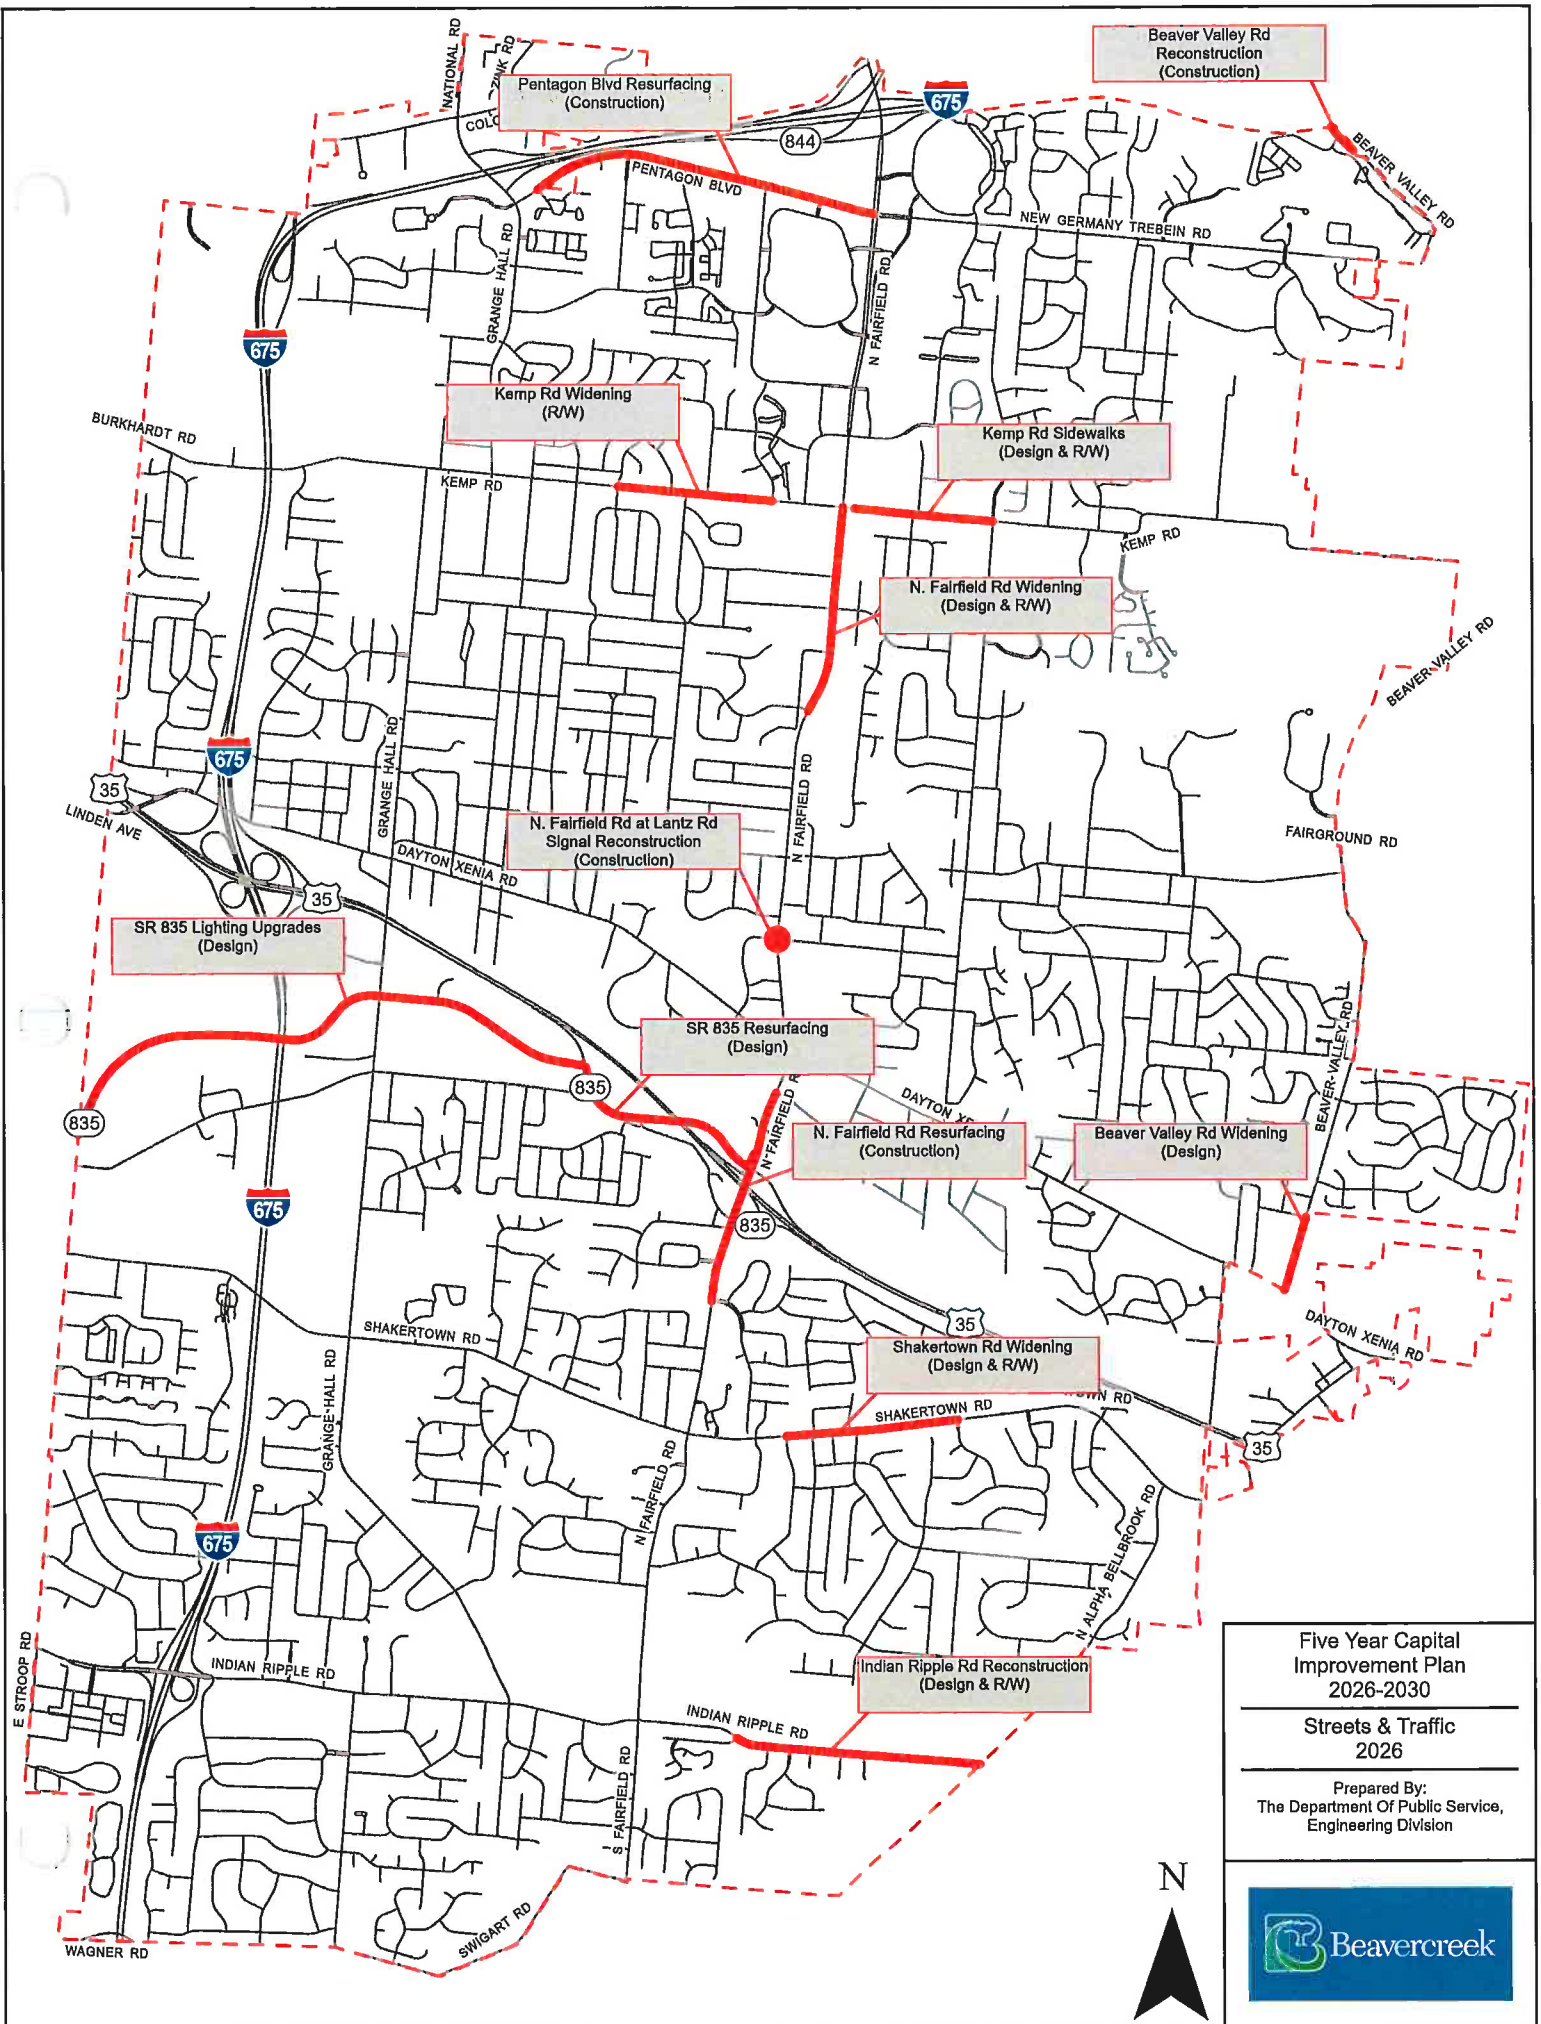 NATIONAL RD
ZINK RD
Beaver Valley Rd
Reconstruction
(Construction)
Pentagon Blvd Resurfacing
(Construction)
675
844
BEAVER VALLEY RD
PENTAGON BLVD
NEW GERMANY TREBEIN RD
GRANGE HALL RD
N FAIRFIELD RD
675
Kemp Rd Widening
(R/W)
BURKHARDT RD
Kemp Rd Sidewalks
(Design & R/W)
KEMP RD
KEMP RD
N. Fairfield Rd Widening
(Design & R/W)
BEAVER-VALLEY RD
675
GRANGE HALL RD
35
LINDEN AVE
N FAIRFIELD RD
N. Fairfield Rd at Lantz Rd
Signal Reconstruction
(Construction)
FAIRGROUND RD
DAYTON XENIA RD
35
SR 835 Lighting Upgrades
(Design)
SR 835 Resurfacing
(Design)
BEAVER-VALLEY RD
835
835
DAYTON XE
N FAIRFIELD R
N. Fairfield Rd Resurfacing
(Construction)
Beaver Valley Rd Widening
(Design)
675
835
35
SHAKERTOWN RD
DAYTON XENIA RD
Shakertown Rd Widening
(Design & R/W)
GRANGE-HALL RD
OWN RD
SHAKERTOWN RD
35
N FAIRFIELD RD
N ALPHA BELLBROOK RD
675
E STROOP RD
INDIAN RIPPLE RD
Indian Ripple Rd Reconstruction
(Design & R/W)
INDIAN RIPPLE RD
S FAIRFIELD RD
SWIGART RD
WAGNER RD
Five Year Capital
Improvement Plan
2026-2030
Streets & Traffic
2026
Prepared By:
The Department Of Public Service,
Engineering Division
N
Beavercreek